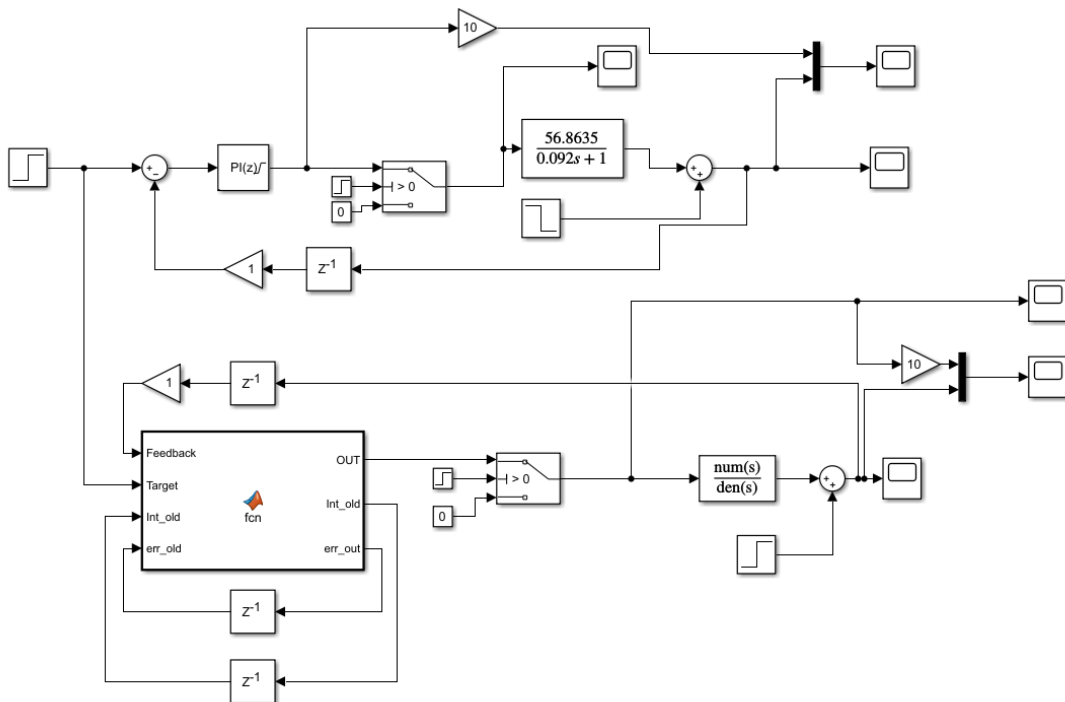 10
56.8635
0.092s + 1
+
−
PI(z)
> 0
0
+
+
1
Z-1
10
1
Z-1
Feedback
Target
Int_old
err_old
fcn
OUT
Int_old
err_out
> 0
0
num(s)
den(s)
+
+
Z-1
Z-1